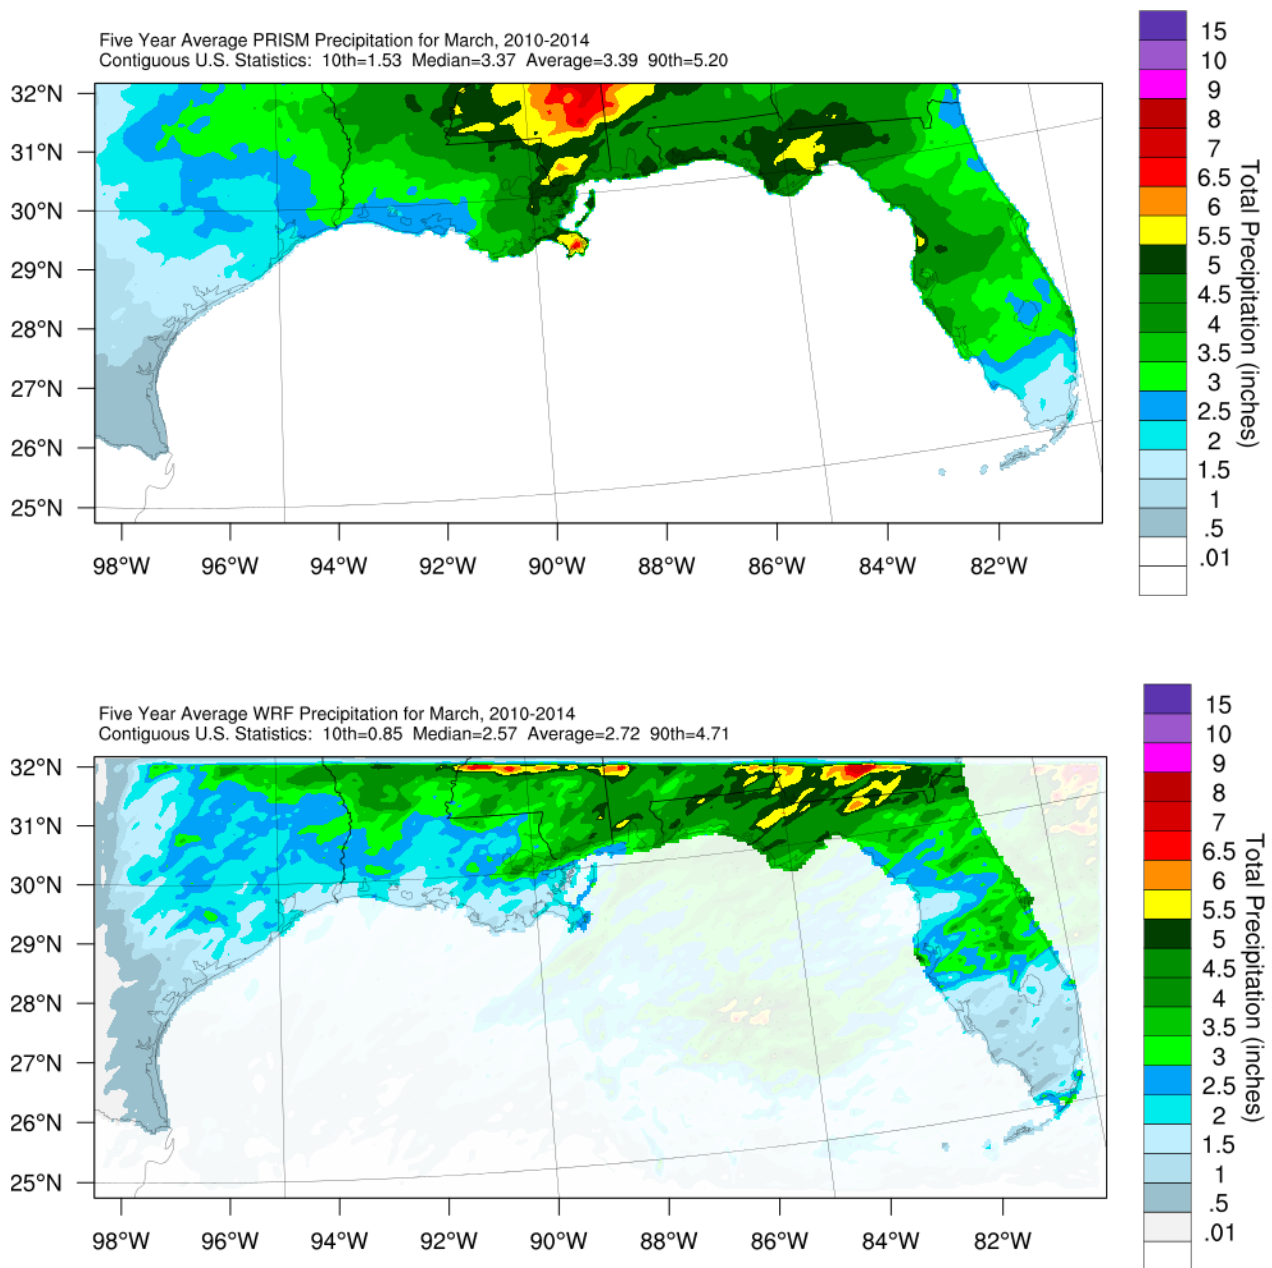 Five Year Average PRISM Precipitation for March, 2010-2014
Contiguous U.S. Statistics: 10th=1.53 Median=3.37 Average=3.39 90th=5.20
32°N
31°N
30°N
29°N
28°N
27°N
26°N
25°N
98°W 96°W 94°W 92°W 90°W 88°W 86°W 84°W 82°W
15
10
9
8
7
6.5
6
5.5
5
4.5
4
3.5
3
2.5
2
1.5
1
.5
.01
Total Precipitation (inches)
Five Year Average WRF Precipitation for March, 2010-2014
Contiguous U.S. Statistics: 10th=0.85 Median=2.57 Average=2.72 90th=4.71
32°N
31°N
30°N
29°N
28°N
27°N
26°N
25°N
98°W 96°W 94°W 92°W 90°W 88°W 86°W 84°W 82°W
15
10
9
8
7
6.5
6
5.5
5
4.5
4
3.5
3
2.5
2
1.5
1
.5
.01
Total Precipitation (inches)